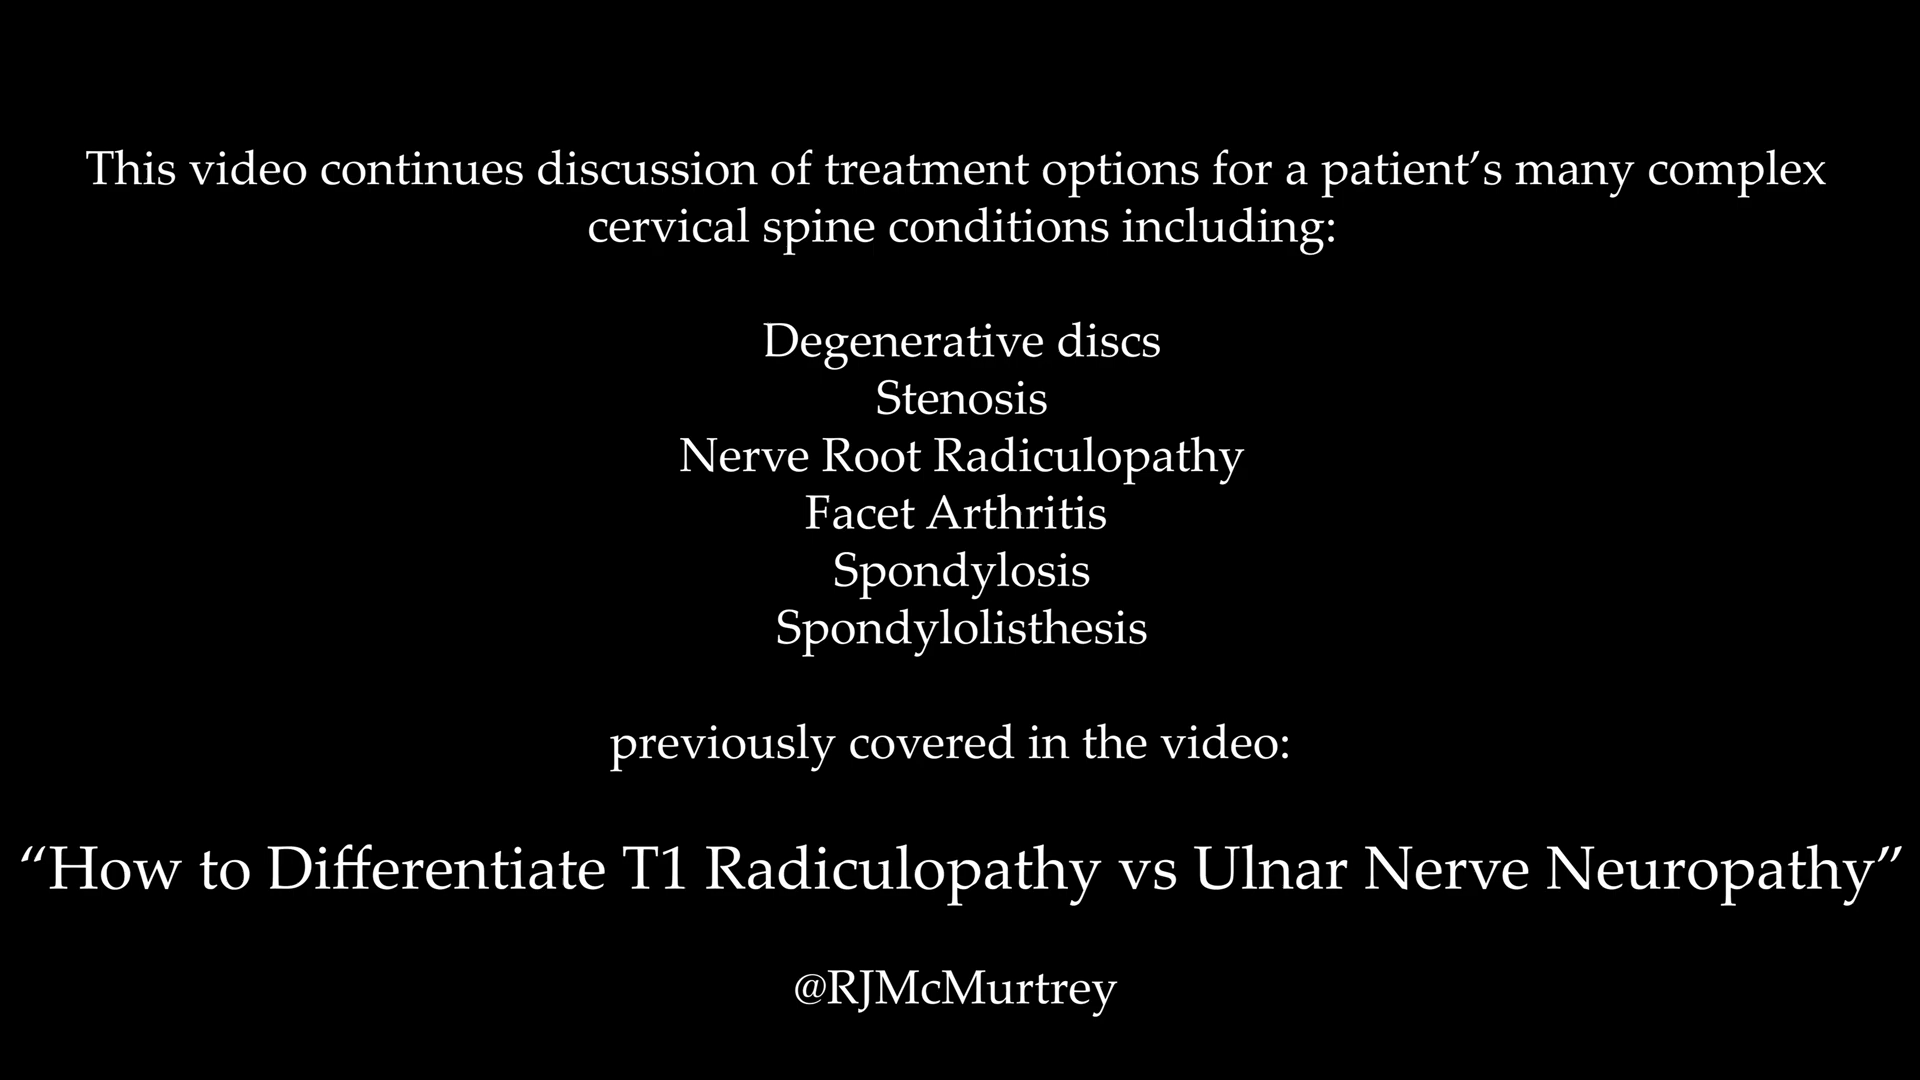 This video continues discussion of treatment options for a patient’s many complex
cervical spine conditions including:
Degenerative discs
Stenosis
Nerve Root Radiculopathy
Facet Arthritis
Spondylosis
Spondylolisthesis
previously covered in the video:
“How to Differentiate T1 Radiculopathy vs Ulnar Nerve Neuropathy”
@RJMcMurtrey